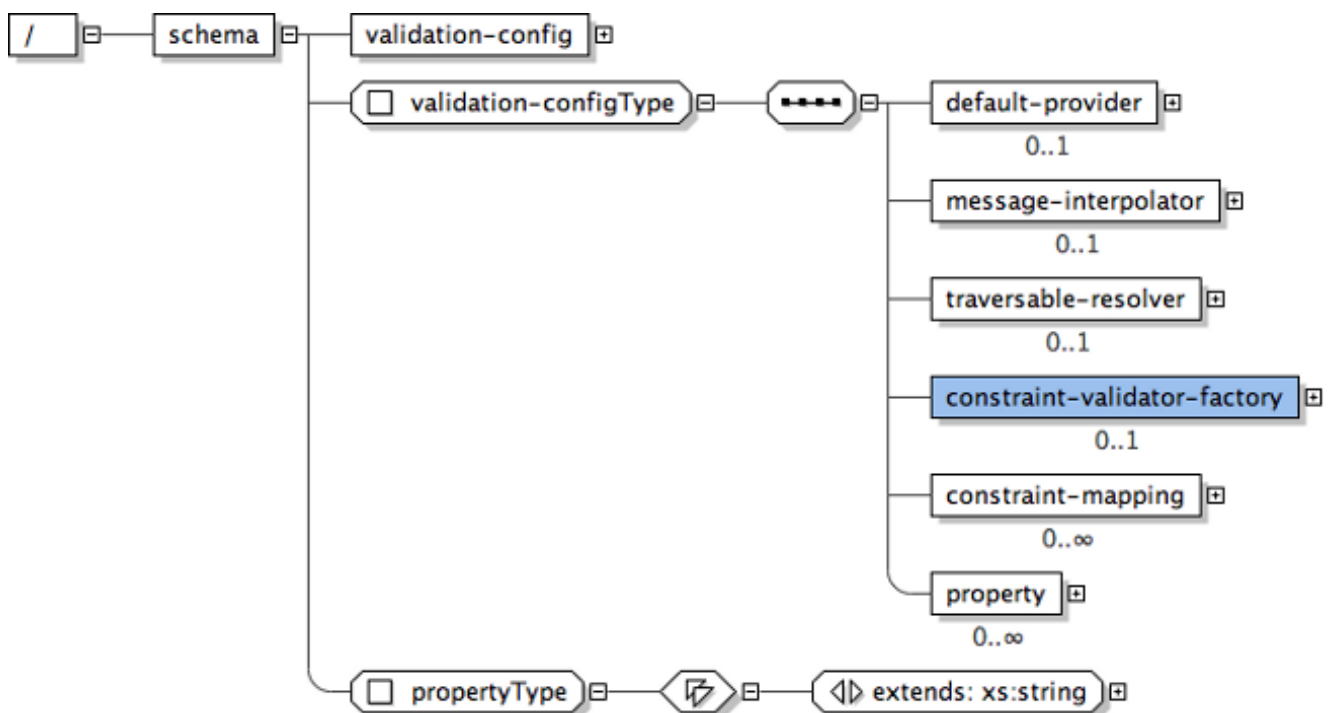 / schema validation-config
validation-configType default-provider
0..1
message-interpolator
0..1
traversable-resolver
0..1
constraint-validator-factory
0..1
constraint-mapping
0..∞
property
0..∞
propertyType extends: xs:string